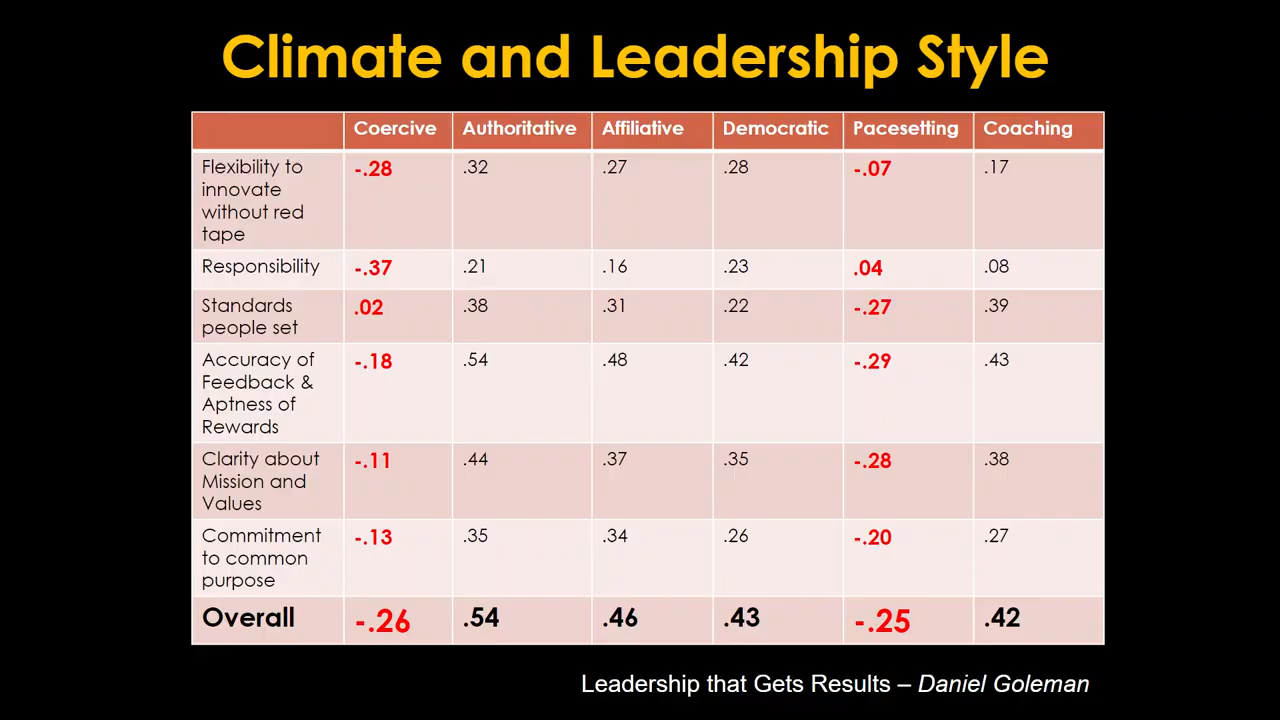 Climate and Leadership Style
Coercive Authoritative Affiliative Democratic Pacesetting Coaching
Flexibility to -.28 .32 .27 .28 -.07 .17
innovate
without red
tape
Responsibility -.37 .21 .16 .23 .04 .08
Standards .02 .38 .31 .22 -.27 .39
people set
Accuracy of -.18 .54 .48 .42 -.29 .43
Feedback &
Aptness of
Rewards
Clarity about -.11 .44 .37 .35 -.28 .38
Mission and
Values
Commitment -.13 .35 .34 .26 -.20 .27
to common
purpose
Overall -.26 .54 .46 .43 -.25 .42
Leadership that Gets Results – Daniel Goleman